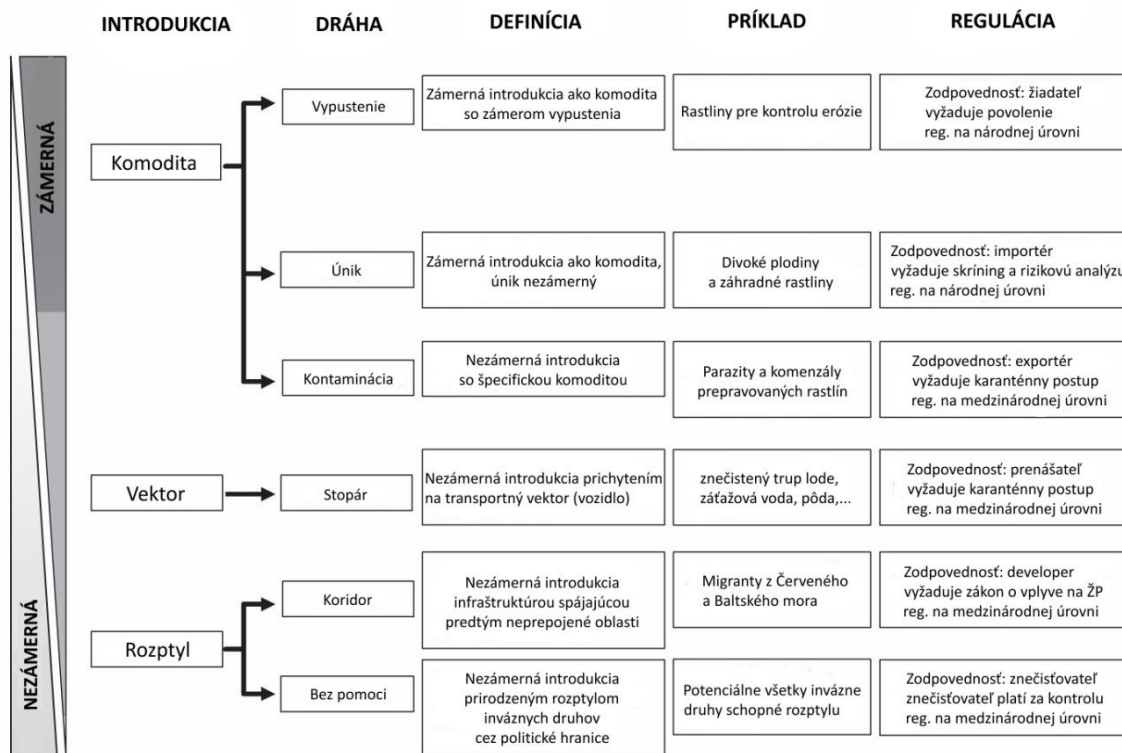 INTRODUKCIA
DRÁHA
DEFINÍCIA
PRÍKLAD
REGULÁCIA
ZÁMERNÁ
NEZÁMERNÁ
Komodita
Vypustenie
Zámerná introdukcia ako komodita
so zámerom vypustenia
Rastliny pre kontrolu erózie
Zodpovednosť: žiadateľ
vyžaduje povolenie
reg. na národnej úrovni
Únik
Zámerná introdukcia ako komodita,
únik nezámerný
Divoké plodiny
a záhradné rastliny
Zodpovednosť: importér
vyžaduje skríning a rizikovú analýzu
reg. na národnej úrovni
Kontaminácia
Nezámerná introdukcia
so špecifickou komoditou
Parazity a komenzály
prepravovaných rastlín
Zodpovednosť: exportér
vyžaduje karanténny postup
reg. na medzinárodnej úrovni
Vektor
Stopár
Nezámerná introdukcia prichytením
na transportný vektor (vozidlo)
znečistený trup lode,
záťažová voda, pôda,...
Zodpovednosť: prenášateľ
vyžaduje karanténny postup
reg. na medzinárodnej úrovni
Rozptyl
Koridor
Nezámerná introdukcia
infraštruktúrou spájajúcou
predtým neprepojené oblasti
Migranty z Červeného
a Baltského mora
Zodpovednosť: developer
vyžaduje zákon o vplyve na ŽP
reg. na medzinárodnej úrovni
Bez pomoci
Nezámerná introdukcia
prirodzeným rozptylom
inváznych druhov
cez politické hranice
Potenciálne všetky invázne
druhy schopné rozptylu
Zodpovednosť: znečisťovateľ
znečisťovateľ platí za kontrolu
reg. na medzinárodnej úrovni